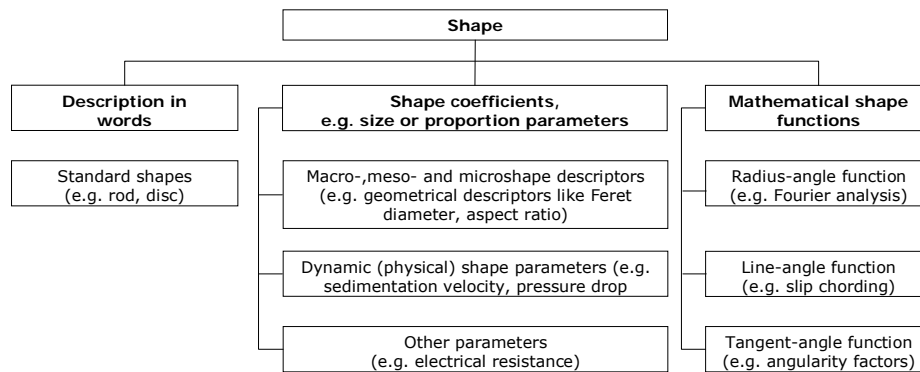 Shape
Description in
words
Shape coefficients,
e.g. size or proportion parameters
Mathematical shape
functions
Standard shapes
(e.g. rod, disc)
Macro-,meso- and microshape descriptors
(e.g. geometrical descriptors like Feret
diameter, aspect ratio)
Radius-angle function
(e.g. Fourier analysis)
Dynamic (physical) shape parameters (e.g.
sedimentation velocity, pressure drop
Line-angle function
(e.g. slip chording)
Other parameters
(e.g. electrical resistance)
Tangent-angle function
(e.g. angularity factors)